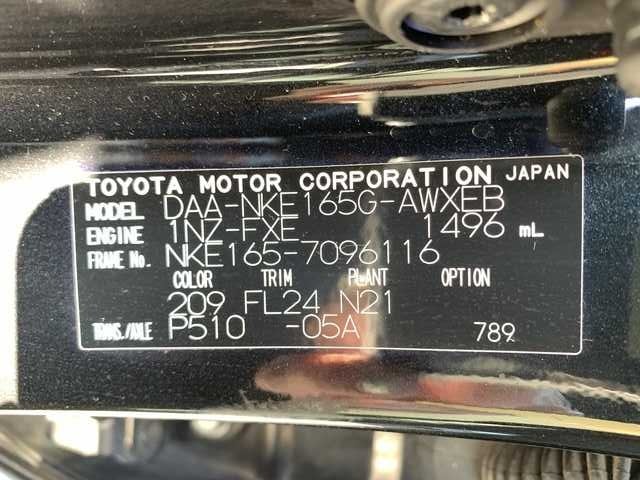 TOYOTA MOTOR CORPORATION JAPAN
MODEL DAA-NKE165G-AWXEB
ENGINE 1NZ-FXE 1496 mL
FRAME No. NKE165-7096116
COLOR TRIM PLANT OPTION
209 FL24 N21
TRANS./AXLE P510 -05A 789